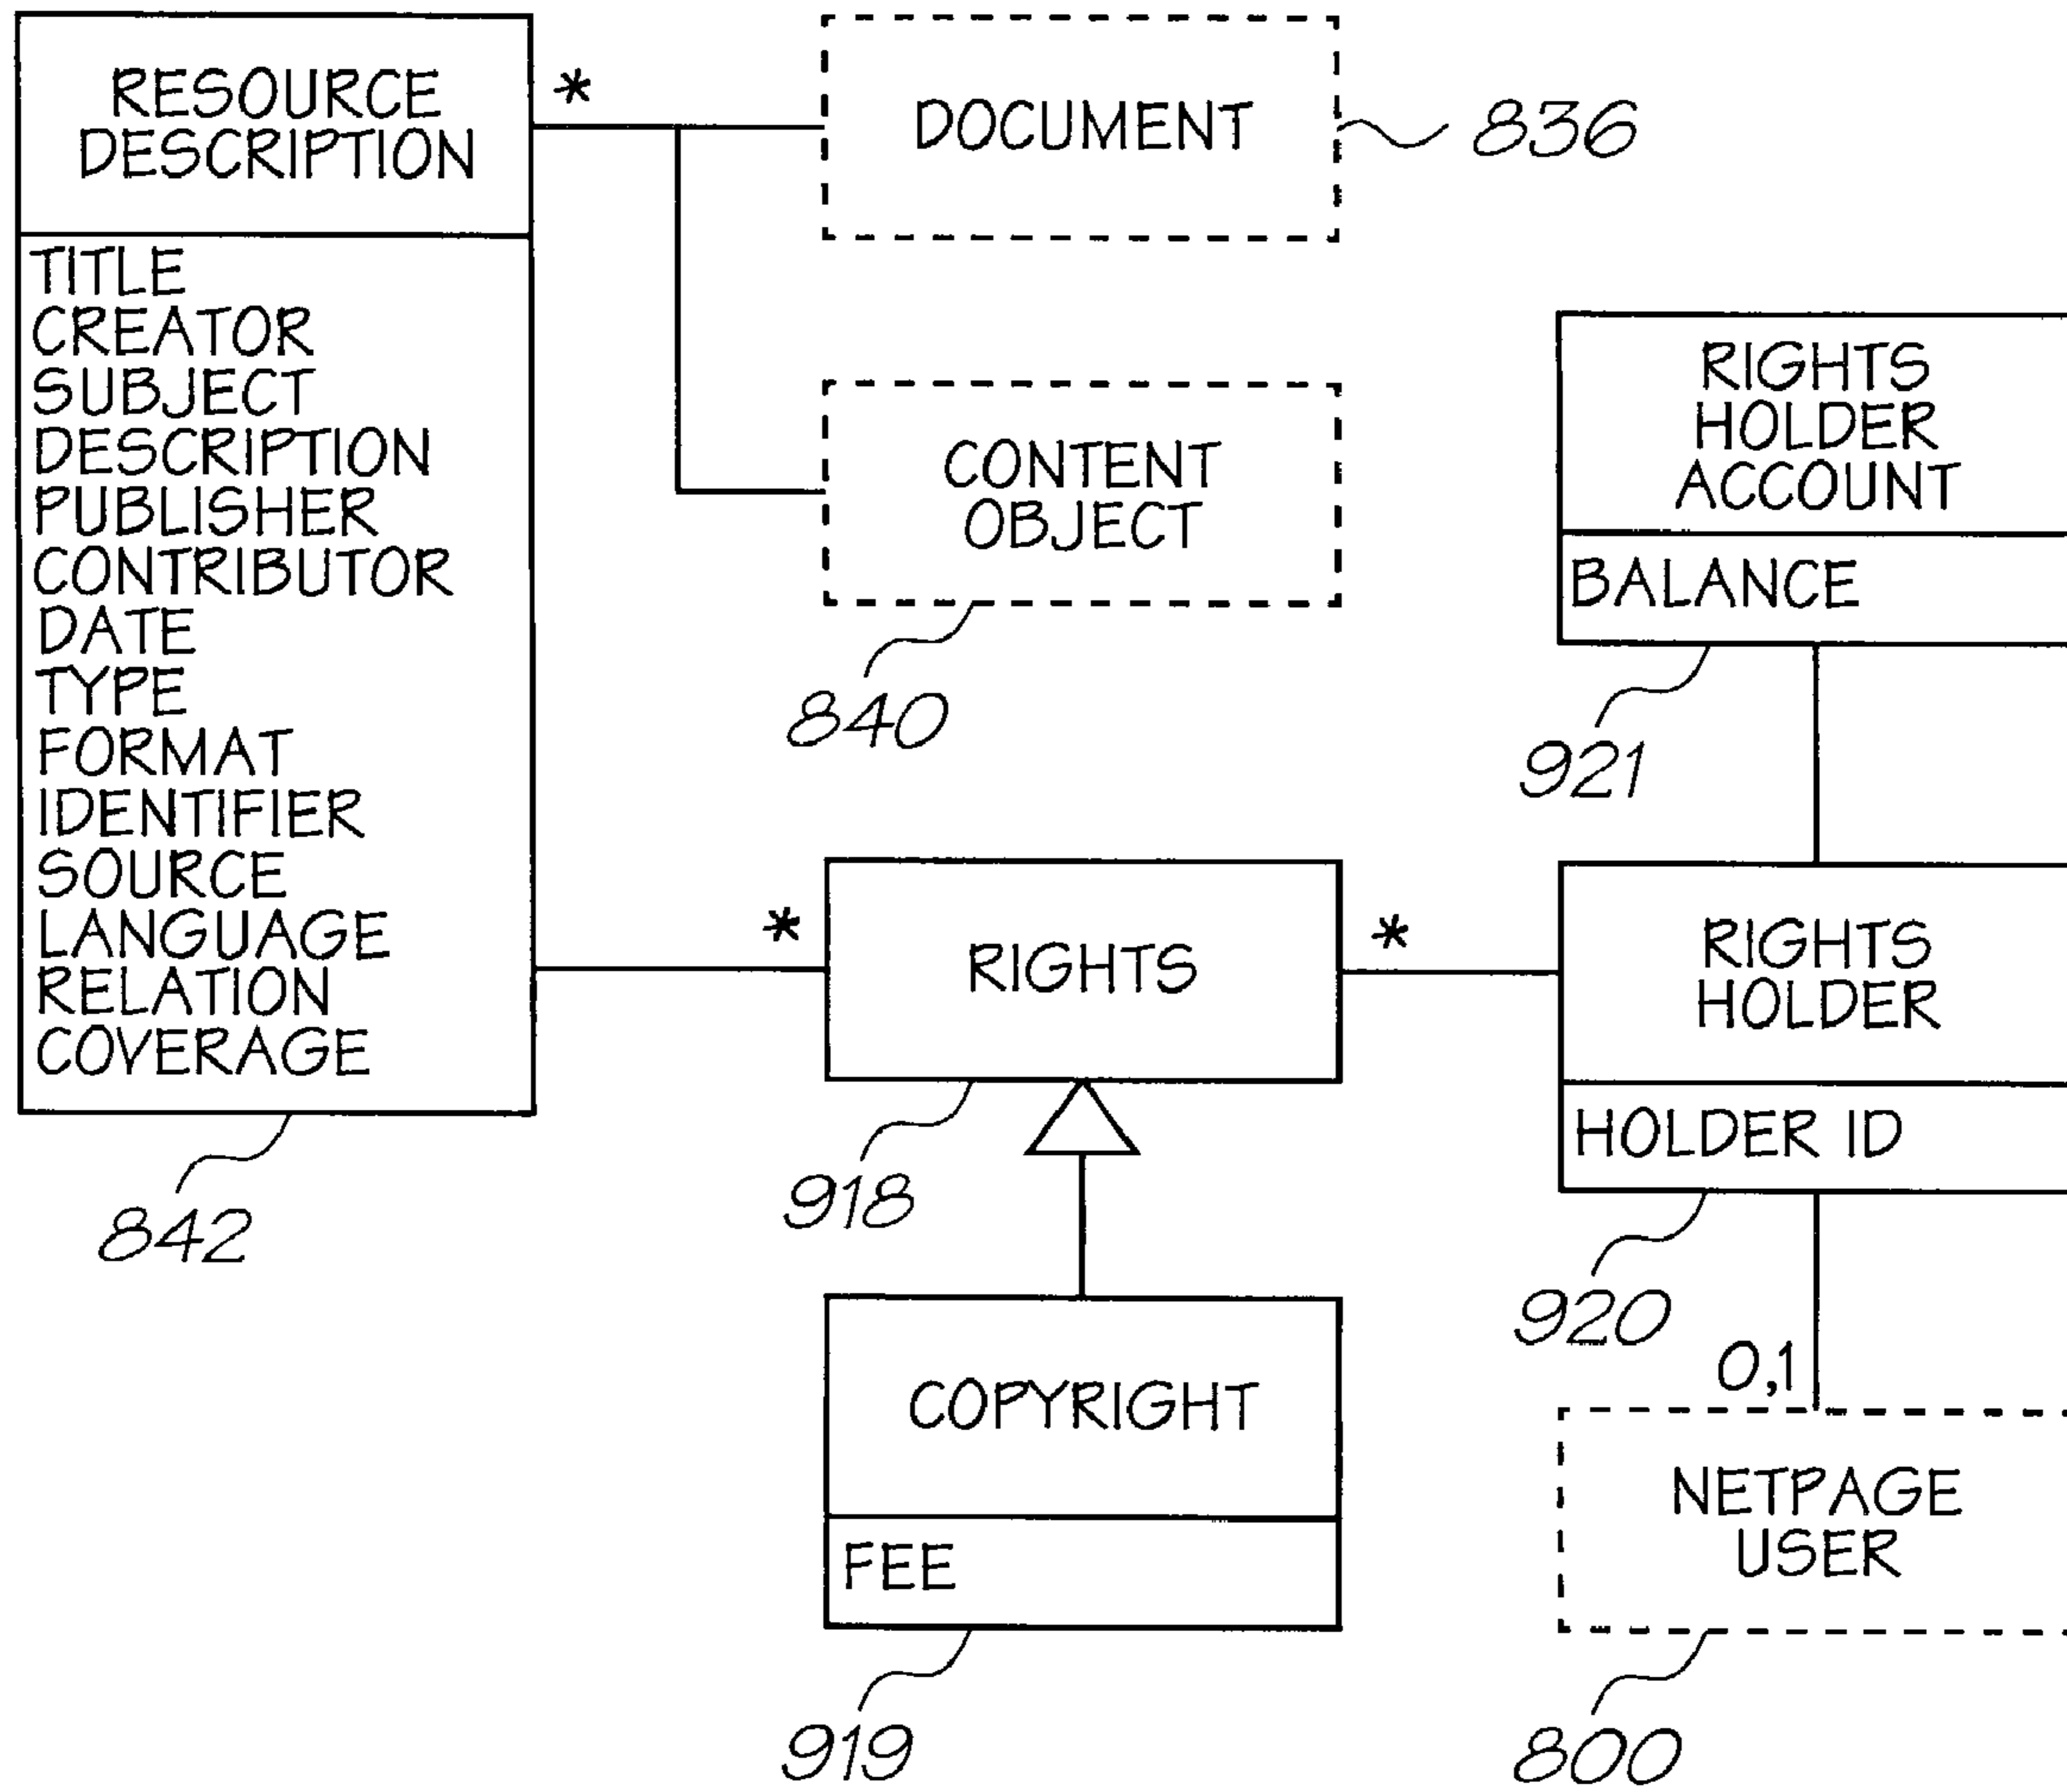 RESOURCE
DESCRIPTION
TITLE
CREATOR
SUBJECT
DESCRIPTION
PUBLISHER
CONTRIBUTOR
DATE
TYPE
FORMAT
IDENTIFIER
SOURCE
LANGUAGE
RELATION
COVERAGE
842
*
DOCUMENT
836
CONTENT
OBJECT
840
RIGHTS
HOLDER
ACCOUNT
BALANCE
921
*
RIGHTS
*
918
RIGHTS
HOLDER
HOLDER ID
920
0,1
COPYRIGHT
FEE
919
NETPAGE
USER
800